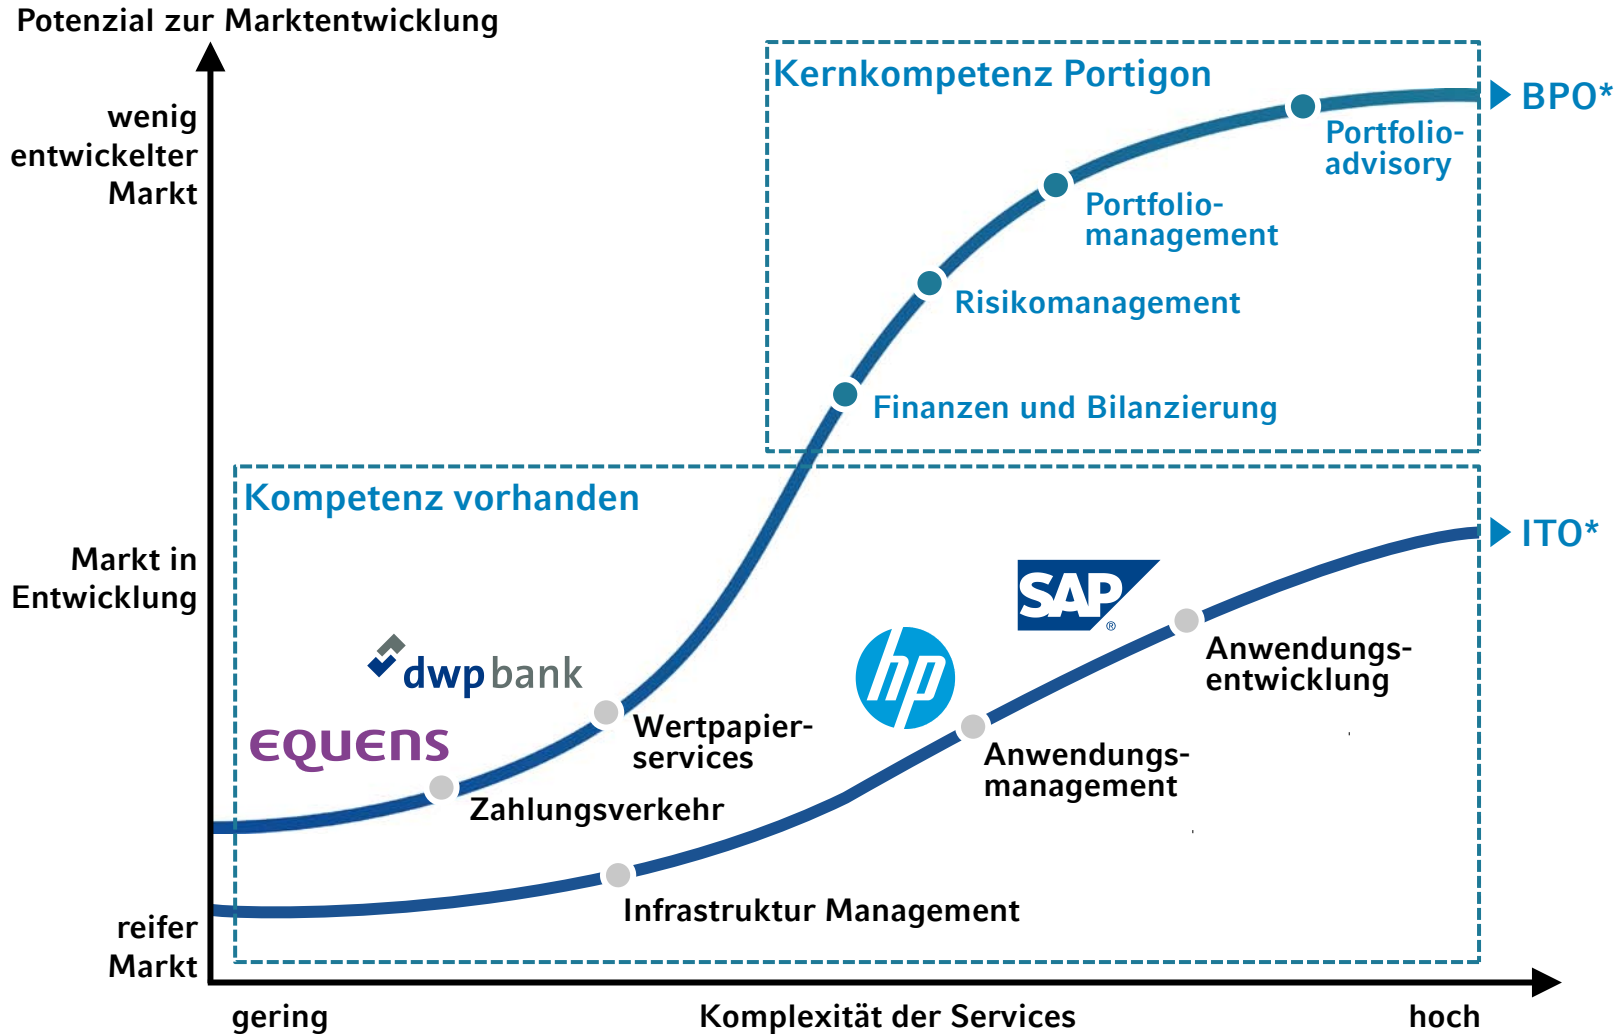 Potenzial zur Marktentwicklung
Kernkompetenz Portigon
BPO*
wenig
entwickelter
Markt
Portfolio-
advisory
Portfolio-
management
Risikomanagement
Finanzen und Bilanzierung
Kompetenz vorhanden
ITO*
Markt in
Entwicklung
SAP
®
hp
dwpbank
Anwendungs-
entwicklung
EQUENS
Wertpapier-
services
Anwendungs-
management
Zahlungsverkehr
Infrastruktur Management
reifer
Markt
gering
Komplexität der Services
hoch